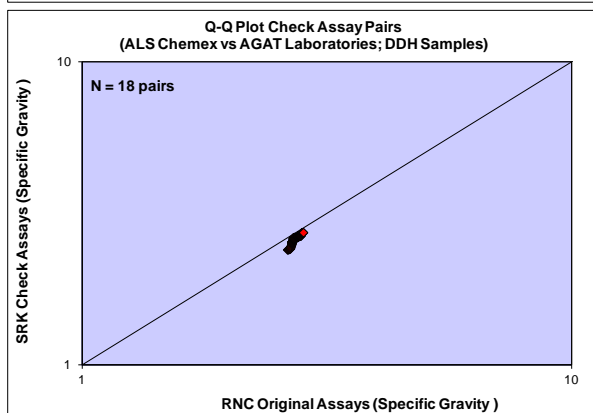 Q-Q Plot Check Assay Pairs
(ALS Chemex vs AGAT Laboratories; DDH Samples)
10
N = 18 pairs
SRK Check Assays (Specific Gravity )
1
1
10
RNC Original Assays (Specific Gravity )